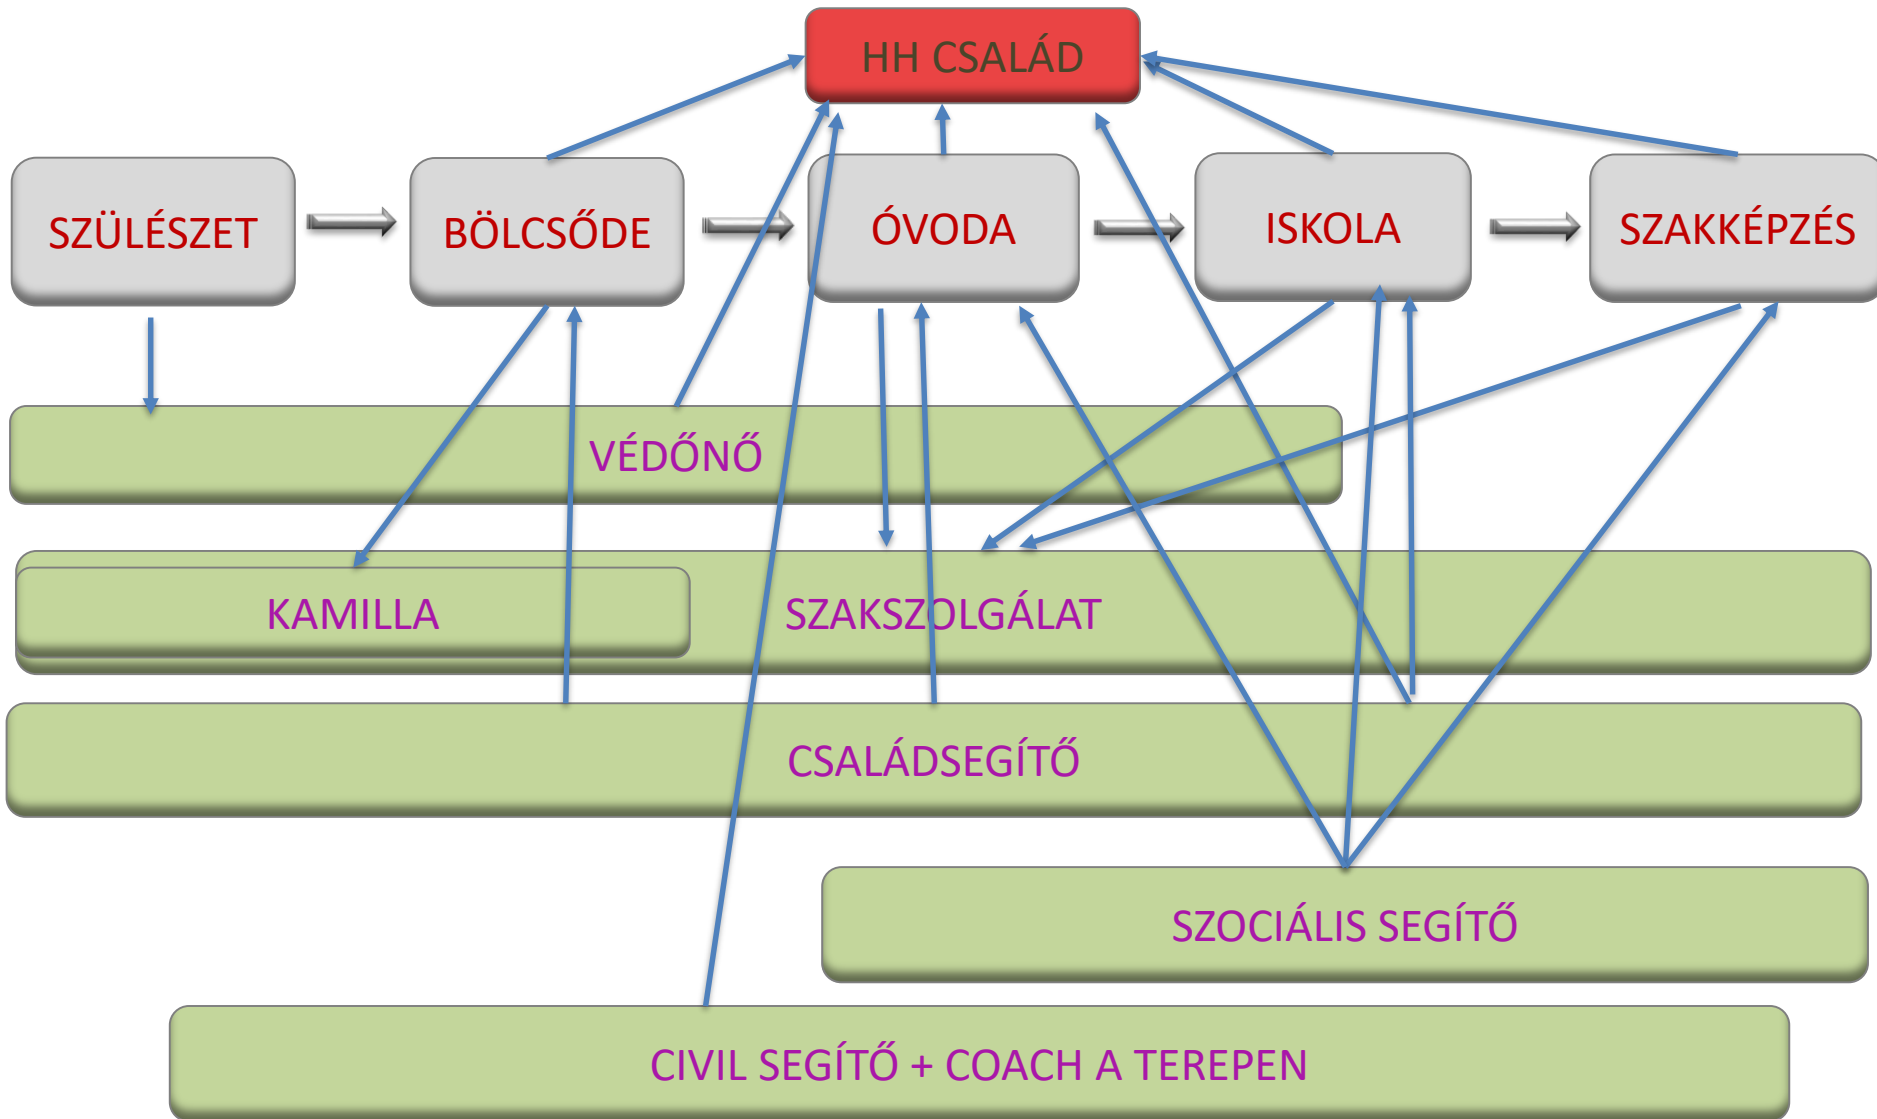 HH CSALÁD
SZÜLÉSZET
BÖLCSŐDE
ÓVODA
ISKOLA
SZAKKÉPZÉS
VÉDŐNŐ
KAMILLA
SZAKSZOLGÁLAT
CSALÁDSEGÍTŐ
SZOCIÁLIS SEGÍTŐ
CIVIL SEGÍTŐ + COACH A TEREPEN